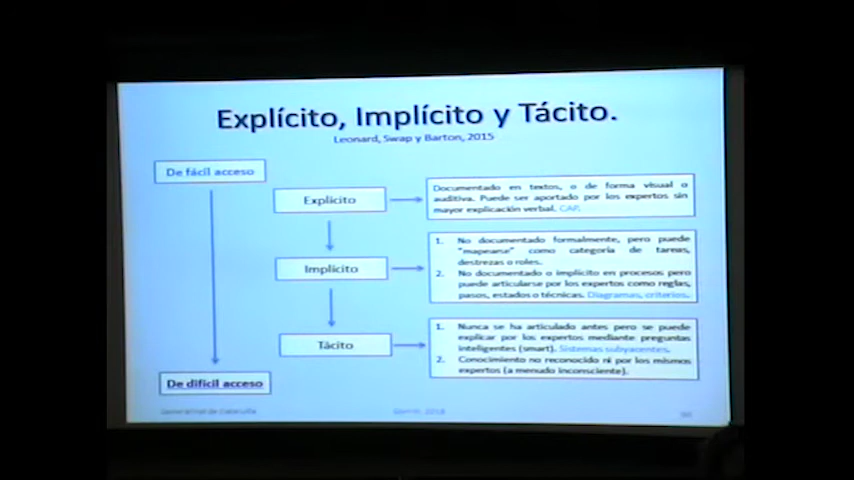 Explícito, Implícito y Tácito.
Leonard, Swap y Barton, 2015
De fácil acceso
Explícito
Documentado en textos, o de forma visual o
auditiva. Puede ser aportado por los expertos sin
mayor explicación verbal. CAP.
Implícito
1. No documentado formalmente, pero puede
"mapearse" como categoría de tareas,
destrezas o roles.
2. No documentado o implícito en procesos pero
puede articularse por los expertos como reglas,
pasos, estados o técnicas. Diagramas, criterios.
Tácito
1. Nunca se ha articulado antes pero se puede
explicar por los expertos mediante preguntas
inteligentes (smart). Sistemas subyacentes.
2. Conocimiento no reconocido ni por los mismos
expertos (a menudo inconsciente).
De difícil acceso
Generalitat de Catalunya